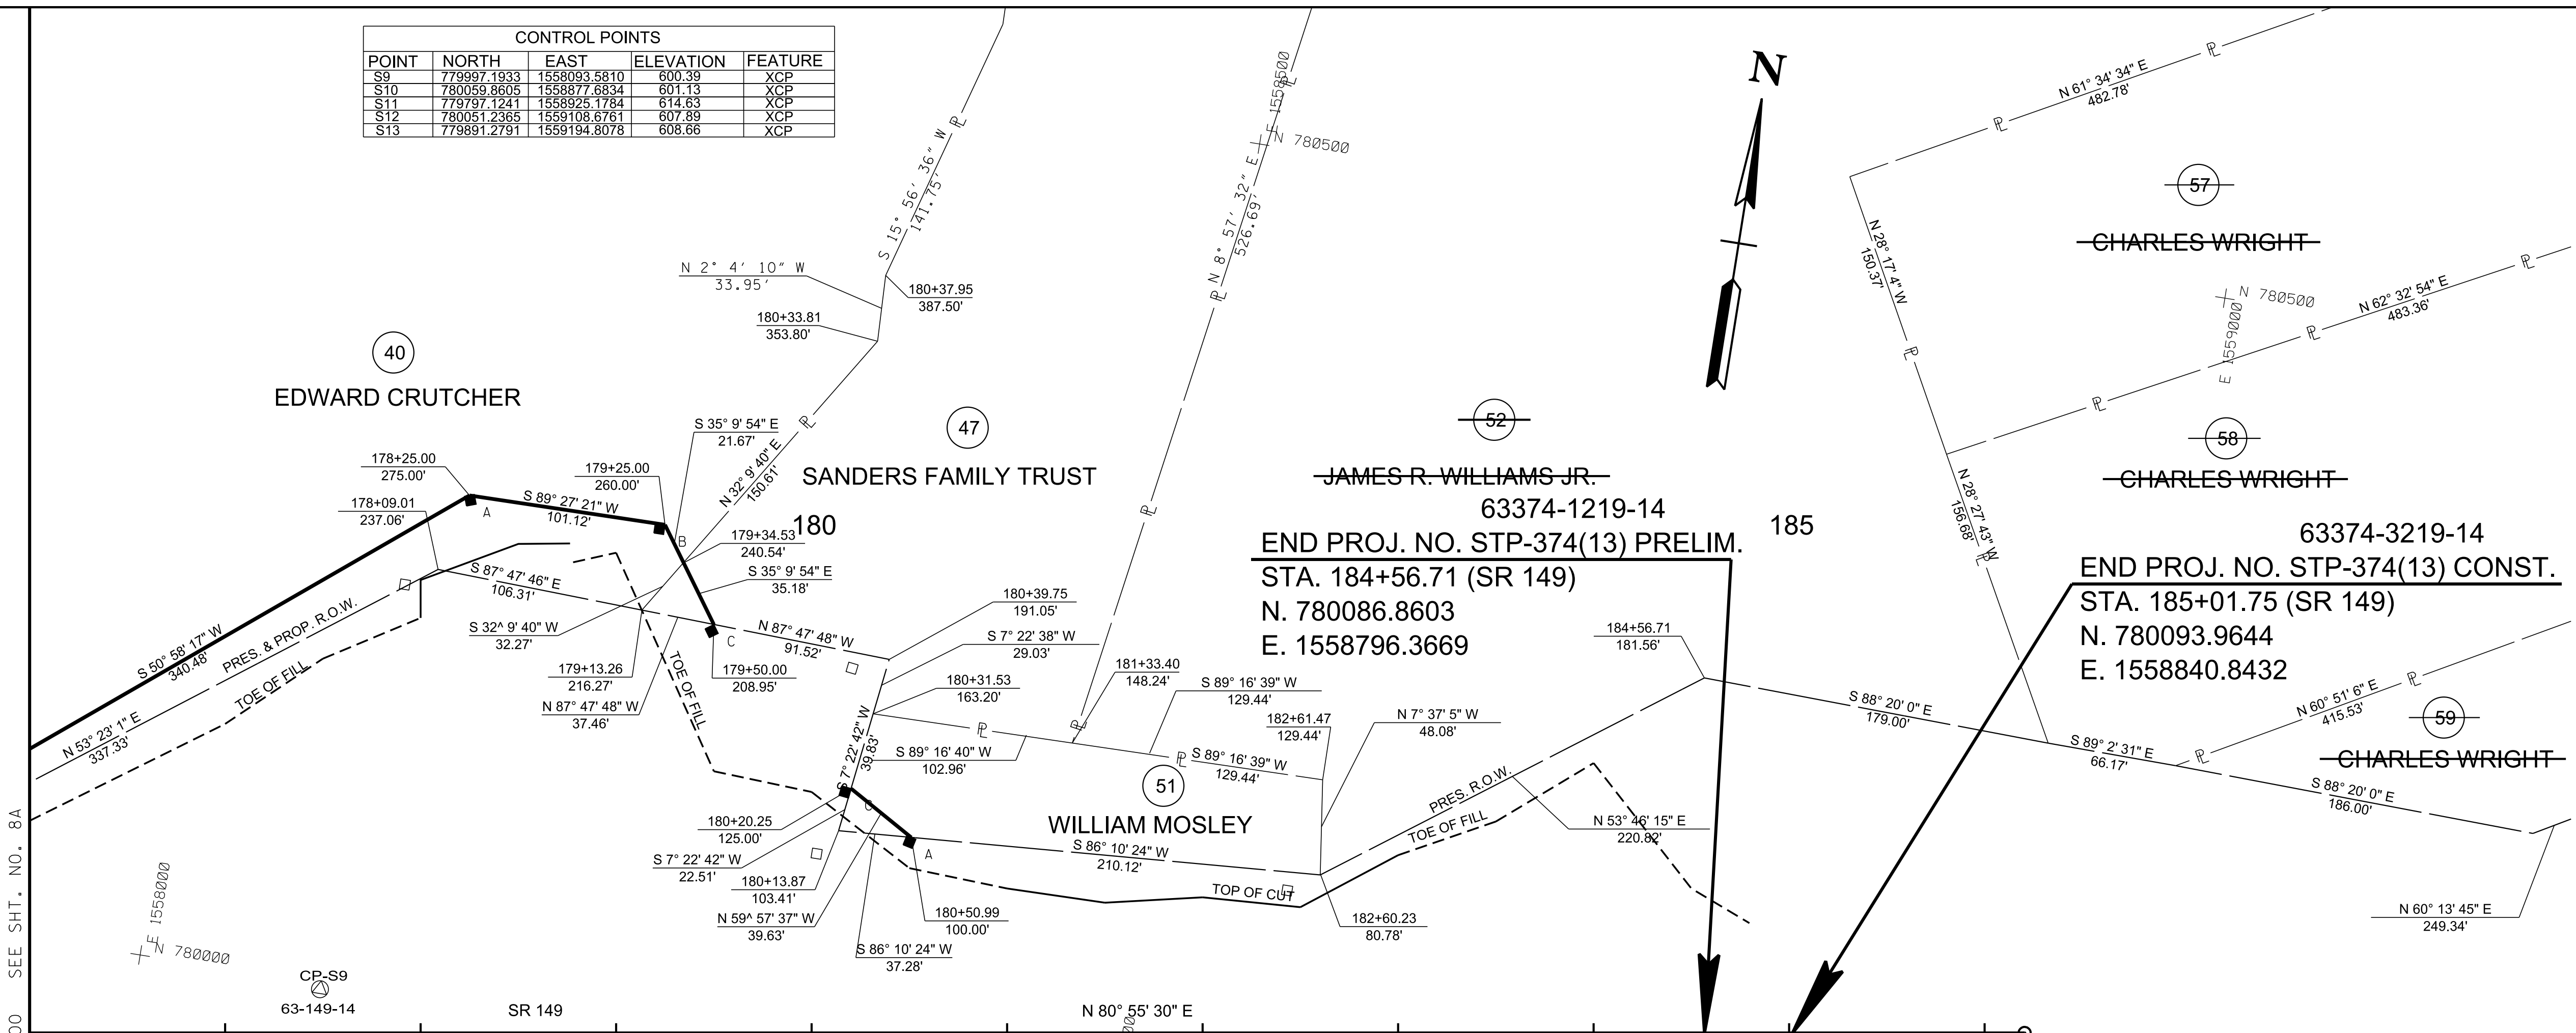 CONTROL POINTS
POINT NORTH EAST ELEVATION FEATURE
S9 779997.1933 1558093.5810 600.39 XCP
S10 780059.8605 1558877.6834 601.13 XCP
S11 779797.1241 1558925.1784 614.63 XCP
S12 780051.2365 1559108.6761 607.89 XCP
S13 779891.2791 1559194.8078 608.66 XCP
S 15° 56' 36" W
141.75'
N 8° 57' 32" E
526.69'
E 1558500
N 780500
N
N 61° 34' 34" E
482.78'
57
CHARLES WRIGHT
N 28° 17' 4" W
150.37'
N 780500
E 1559000
N 62° 32' 54" E
483.36'
N 2° 4' 10" W
33.95'
180+37.95
387.50'
180+33.81
353.80'
40
EDWARD CRUTCHER
47
SANDERS FAMILY TRUST
52
JAMES R. WILLIAMS JR.
58
CHARLES WRIGHT
S 35° 9' 54" E
21.67'
N 32° 9' 40" E
150.61'
178+25.00
275.00'
179+25.00
260.00'
178+09.01
237.06'
A
S 89° 27' 21" W
101.12'
B
179+34.53
240.54'
180
S 35° 9' 54" E
35.18'
63374-1219-14
END PROJ. NO. STP-374(13) PRELIM.
STA. 184+56.71 (SR 149)
N. 780086.8603
E. 1558796.3669
185
N 28° 27' 43" W
156.68'
63374-3219-14
END PROJ. NO. STP-374(13) CONST.
STA. 185+01.75 (SR 149)
N. 780093.9644
E. 1558840.8432
S 87° 47' 46" E
106.31'
S 32^ 9' 40" W
32.27'
C
N 87° 47' 48" W
91.52'
180+39.75
191.05'
S 7° 22' 38" W
29.03'
184+56.71
181.56'
S 50° 58' 17" W
340.48'
PRES. & PROP. R.O.W.
TOE OF FILL
N 53° 23' 1" E
337.33'
TOE OF FILL
179+13.26
216.27'
179+50.00
208.95'
N 87° 47' 48" W
37.46'
180+31.53
163.20'
181+33.40
148.24'
S 89° 16' 39" W
129.44'
182+61.47
129.44'
N 7° 37' 5" W
48.08'
S 88° 20' 0" E
179.00'
N 60° 51' 6" E
415.53'
59
CHARLES WRIGHT
S 89° 2' 31" E
66.17'
S 88° 20' 0" E
186.00'
S 7° 22' 42" W
39.83'
S 89° 16' 40" W
102.96'
S 89° 16' 39" W
129.44'
51
WILLIAM MOSLEY
PRES. R.O.W.
TOE OF FILL
N 53° 46' 15" E
220.82'
C
180+20.25
125.00'
A
S 86° 10' 24" W
210.12'
S 7° 22' 42" W
22.51'
180+13.87
103.41'
N 59^ 57' 37" W
39.63'
180+50.99
100.00'
S 86° 10' 24" W
37.28'
TOP OF CUT
182+60.23
80.78'
N 60° 13' 45" E
249.34'
SEE SHT. NO. 8A
E 1558000
N 780000
CP-S9
63-149-14
SR 149
N 80° 55' 30" E